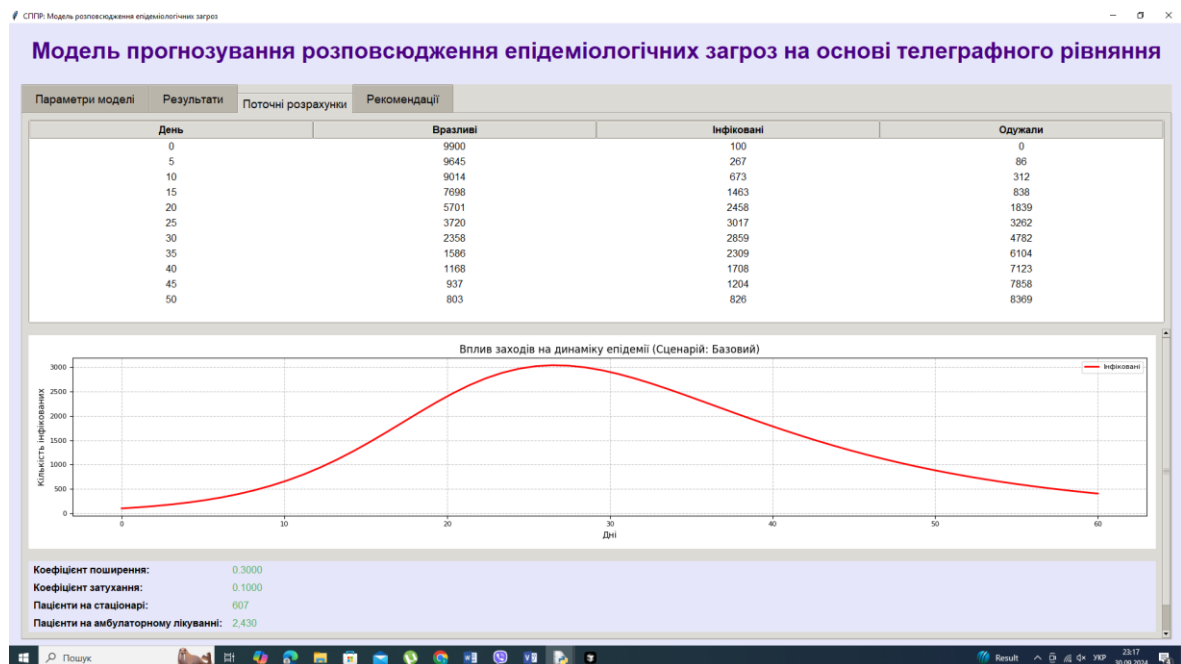 СППР: Модель розповсюдження епідеміологічних загроз
Модель прогнозування розповсюдження епідеміологічних загроз на основі телеграфного рівняння
Параметри моделі Результати Поточні розрахунки Рекомендації
День Вразливі Інфіковані Одужали
0 9900 100 0
5 9645 267 86
10 9014 673 312
15 7698 1463 838
20 5701 2458 1839
25 3720 3017 3262
30 2358 2859 4782
35 1586 2309 6104
40 1168 1708 7123
45 937 1204 7858
50 803 826 8369
Вплив заходів на динаміку епідемії (Сценарій: Базовий)
Інфіковані
Кількість інфікованих
3000
2500
2000
1500
1000
500
0
0 10 20 30 40 50 60
Дні
Коефіцієнт поширення: 0.3000
Коефіцієнт затухання: 0.1000
Пацієнти на стаціонарі: 607
Пацієнти на амбулаторному лікуванні: 2,430
Пошук
Result
УКР
23:17
30.09.2024